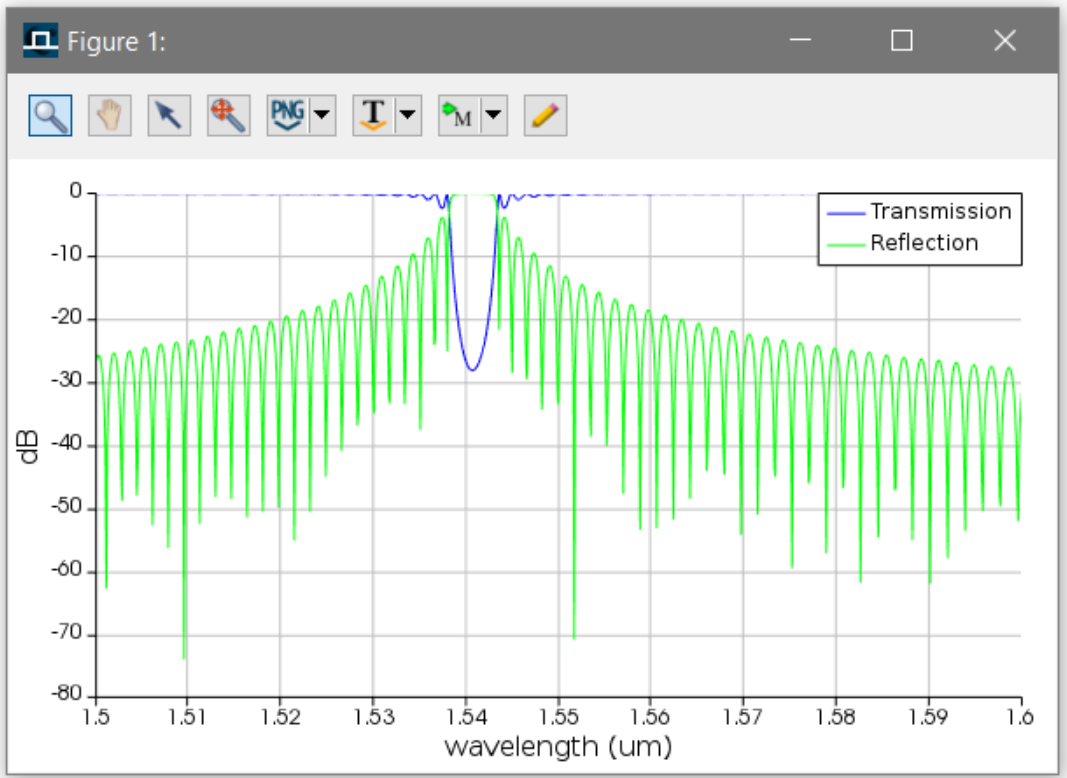 Figure 1:
PNG
T
M
0
-10
-20
-30
-40
-50
-60
-70
-80
dB
Transmission
Reflection
1.5 1.51 1.52 1.53 1.54 1.55 1.56 1.57 1.58 1.59 1.6
wavelength (um)